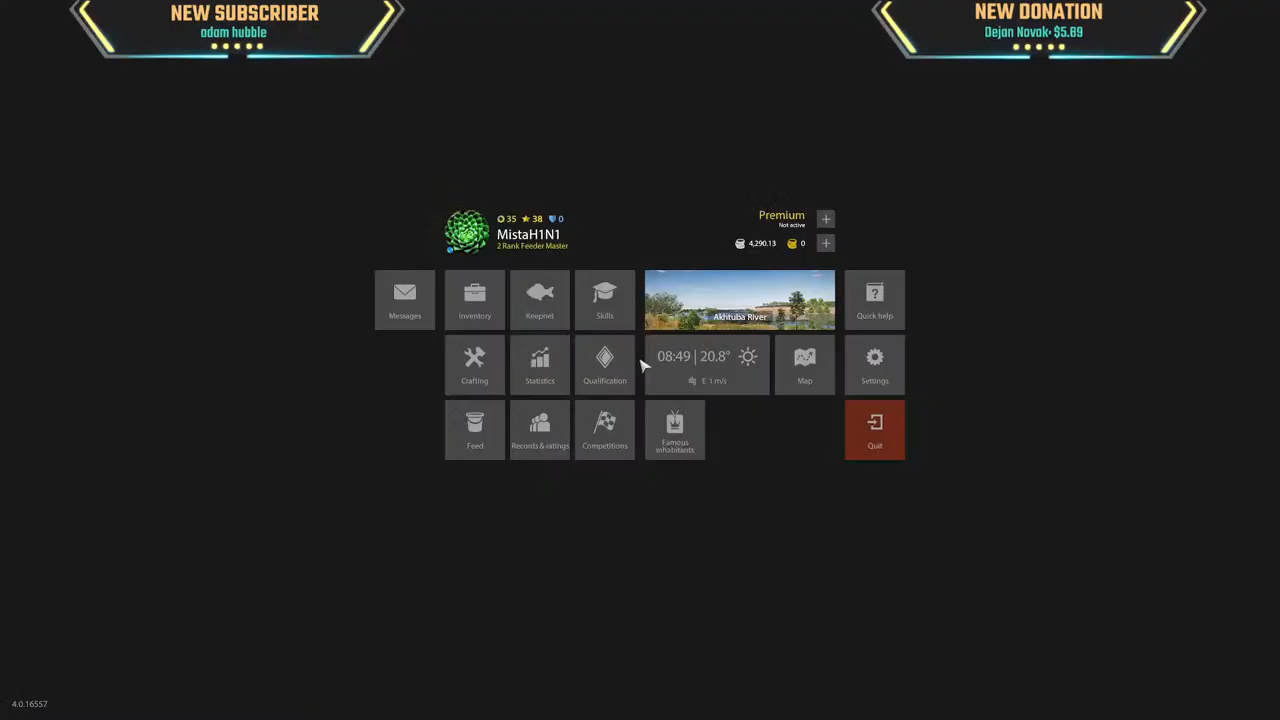 NEW SUBSCRIBER
adam hubble
NEW DONATION
Dejan Novak• $5.89
35 38 0
MistaH1N1
2 Rank Feeder Master
Premium
Not active
4,290.13 0
Messages
Inventory
Keepnet
Skills
Akhtuba River
Quick help
Crafting
Statistics
Qualification
08:49 | 20.8°
E 1 m/s
Map
Settings
Feed
Records & ratings
Competitions
Famous
inhabitants
Quit
4.0.16557